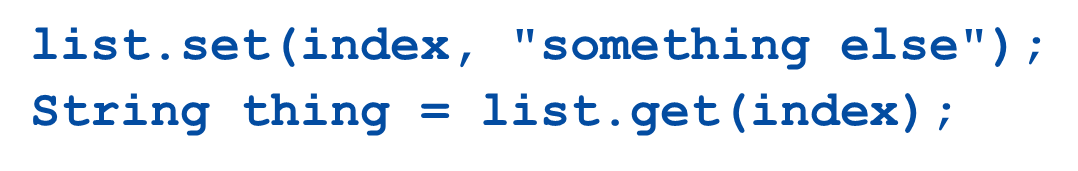 list.set(index, "something else");
String thing = list.get(index);